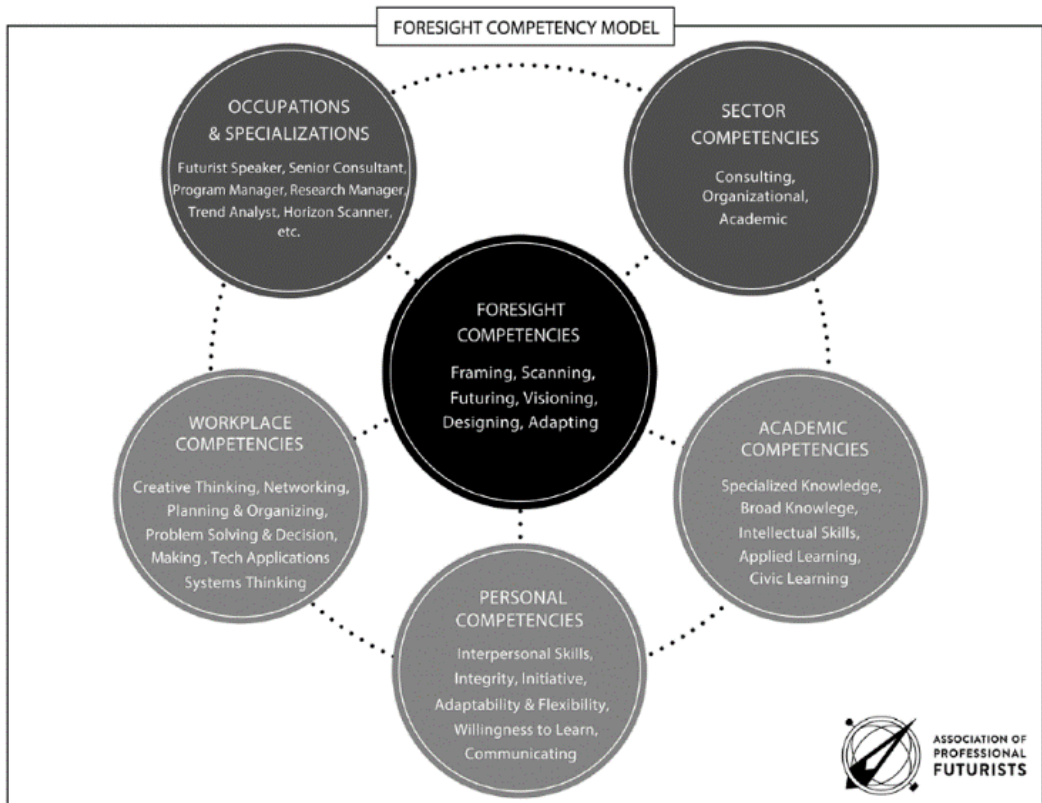 FORESIGHT COMPETENCY MODEL
OCCUPATIONS
& SPECIALIZATIONS
Futurist Speaker, Senior Consultant,
Program Manager, Research Manager,
Trend Analyst, Horizon Scanner,
etc.
SECTOR
COMPETENCIES
Consulting,
Organizational,
Academic
FORESIGHT
COMPETENCIES
Framing, Scanning,
Futuring, Visioning,
Designing, Adapting
WORKPLACE
COMPETENCIES
Creative Thinking, Networking,
Planning & Organizing,
Problem Solving & Decision,
Making , Tech Applications
Systems Thinking
ACADEMIC
COMPETENCIES
Specialized Knowledge,
Broad Knowlege,
Intellectual Skills,
Applied Learning,
Civic Learning
PERSONAL
COMPETENCIES
Interpersonal Skills,
Integrity, Initiative,
Adaptability & Flexibility,
Willingness to Learn,
Communicating
ASSOCIATION OF
PROFESSIONAL
FUTURISTS